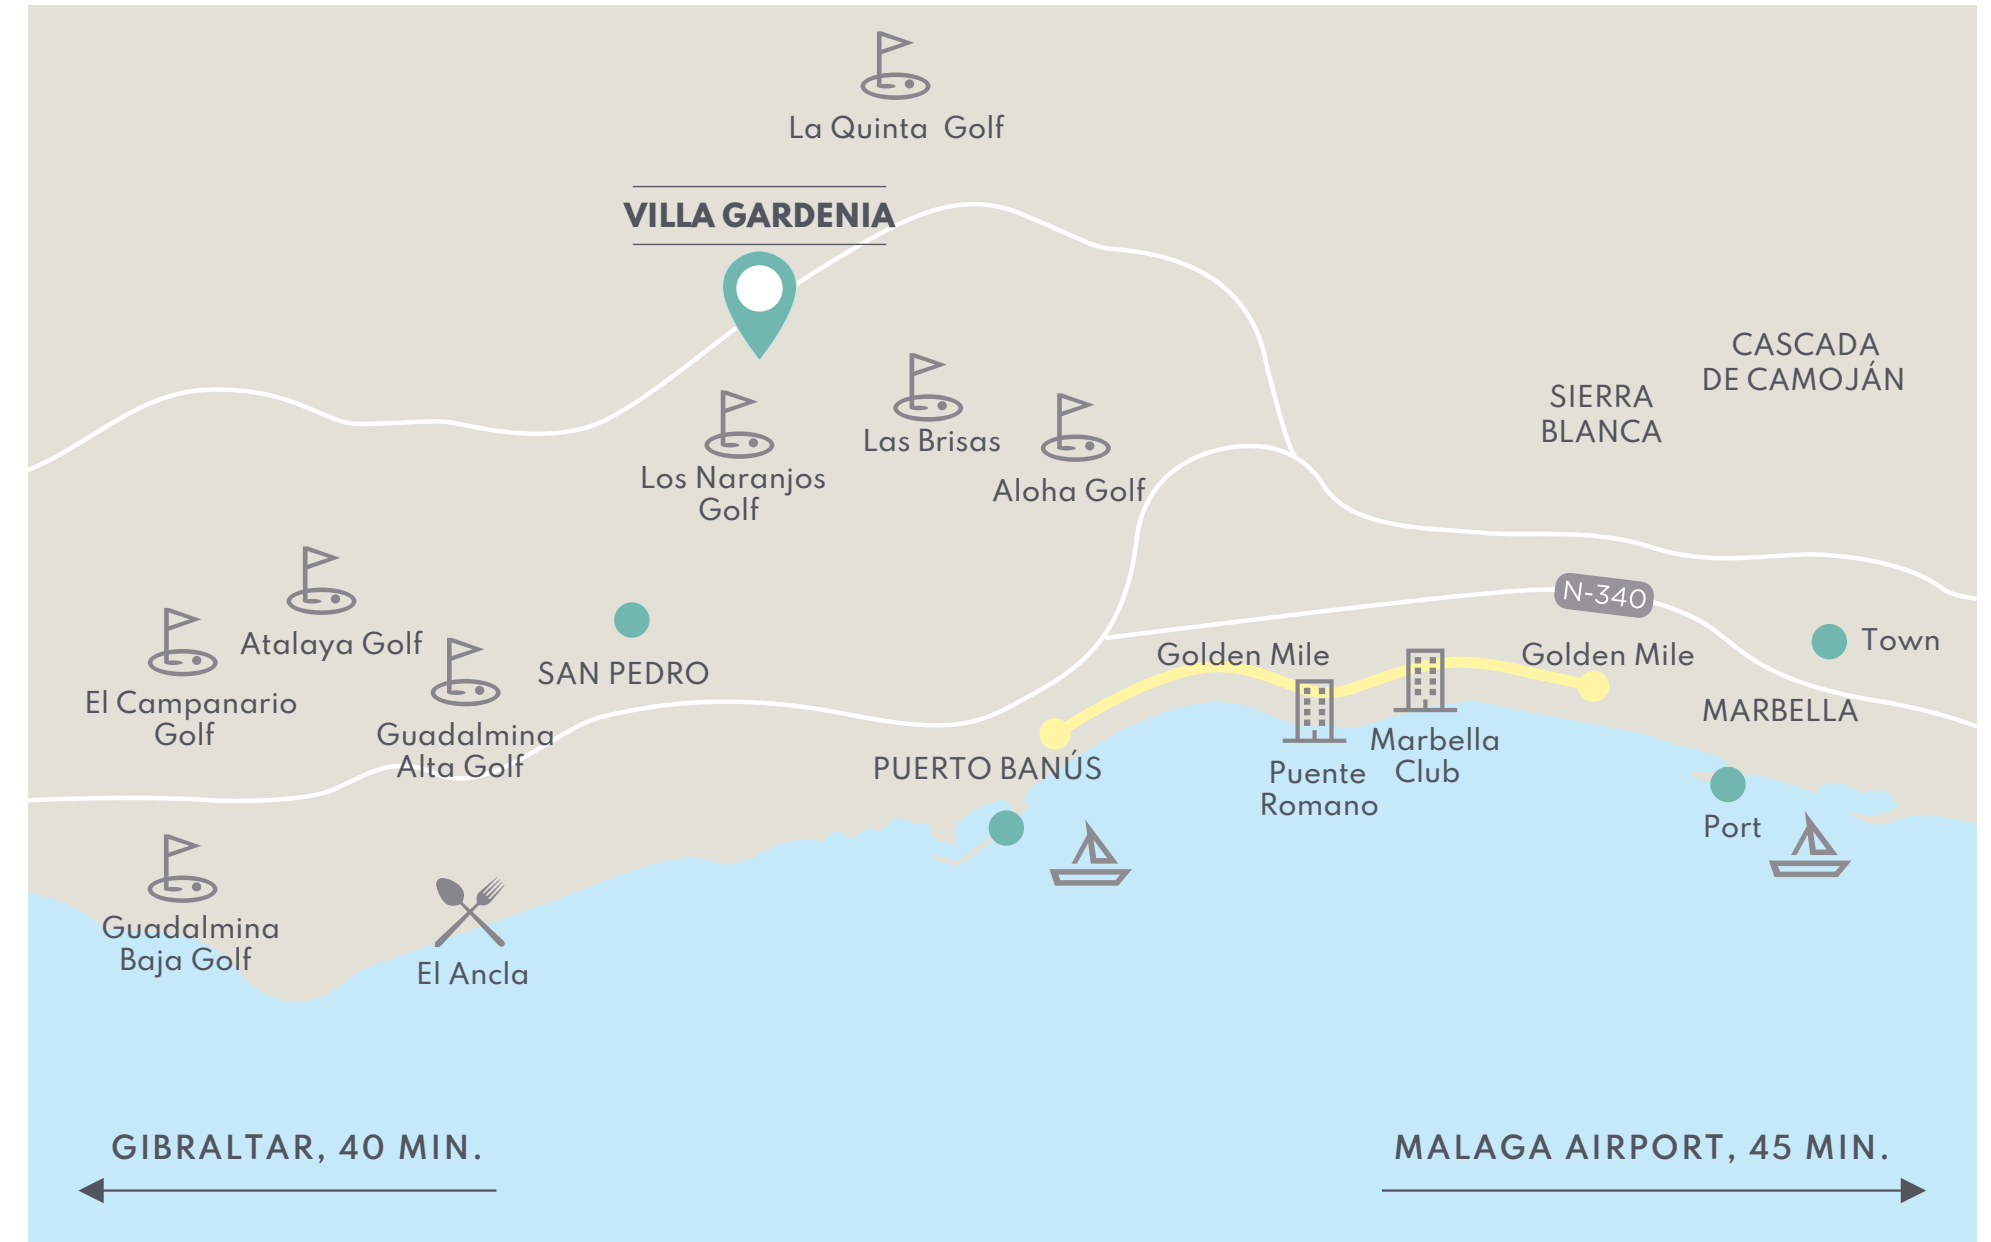 La Quinta Golf
VILLA GARDENIA
CASCADA
DE CAMOJÁN
SIERRA
BLANCA
Las Brisas
Los Naranjos
Golf
Aloha Golf
N-340
Atalaya Golf
El Campanario
Golf
SAN PEDRO
Guadalmina
Alta Golf
Golden Mile
Golden Mile
Town
MARBELLA
PUERTO BANÚS
Marbella
Club
Puente
Romano
Port
Guadalmina
Baja Golf
El Ancla
GIBRALTAR, 40 MIN.
MALAGA AIRPORT, 45 MIN.